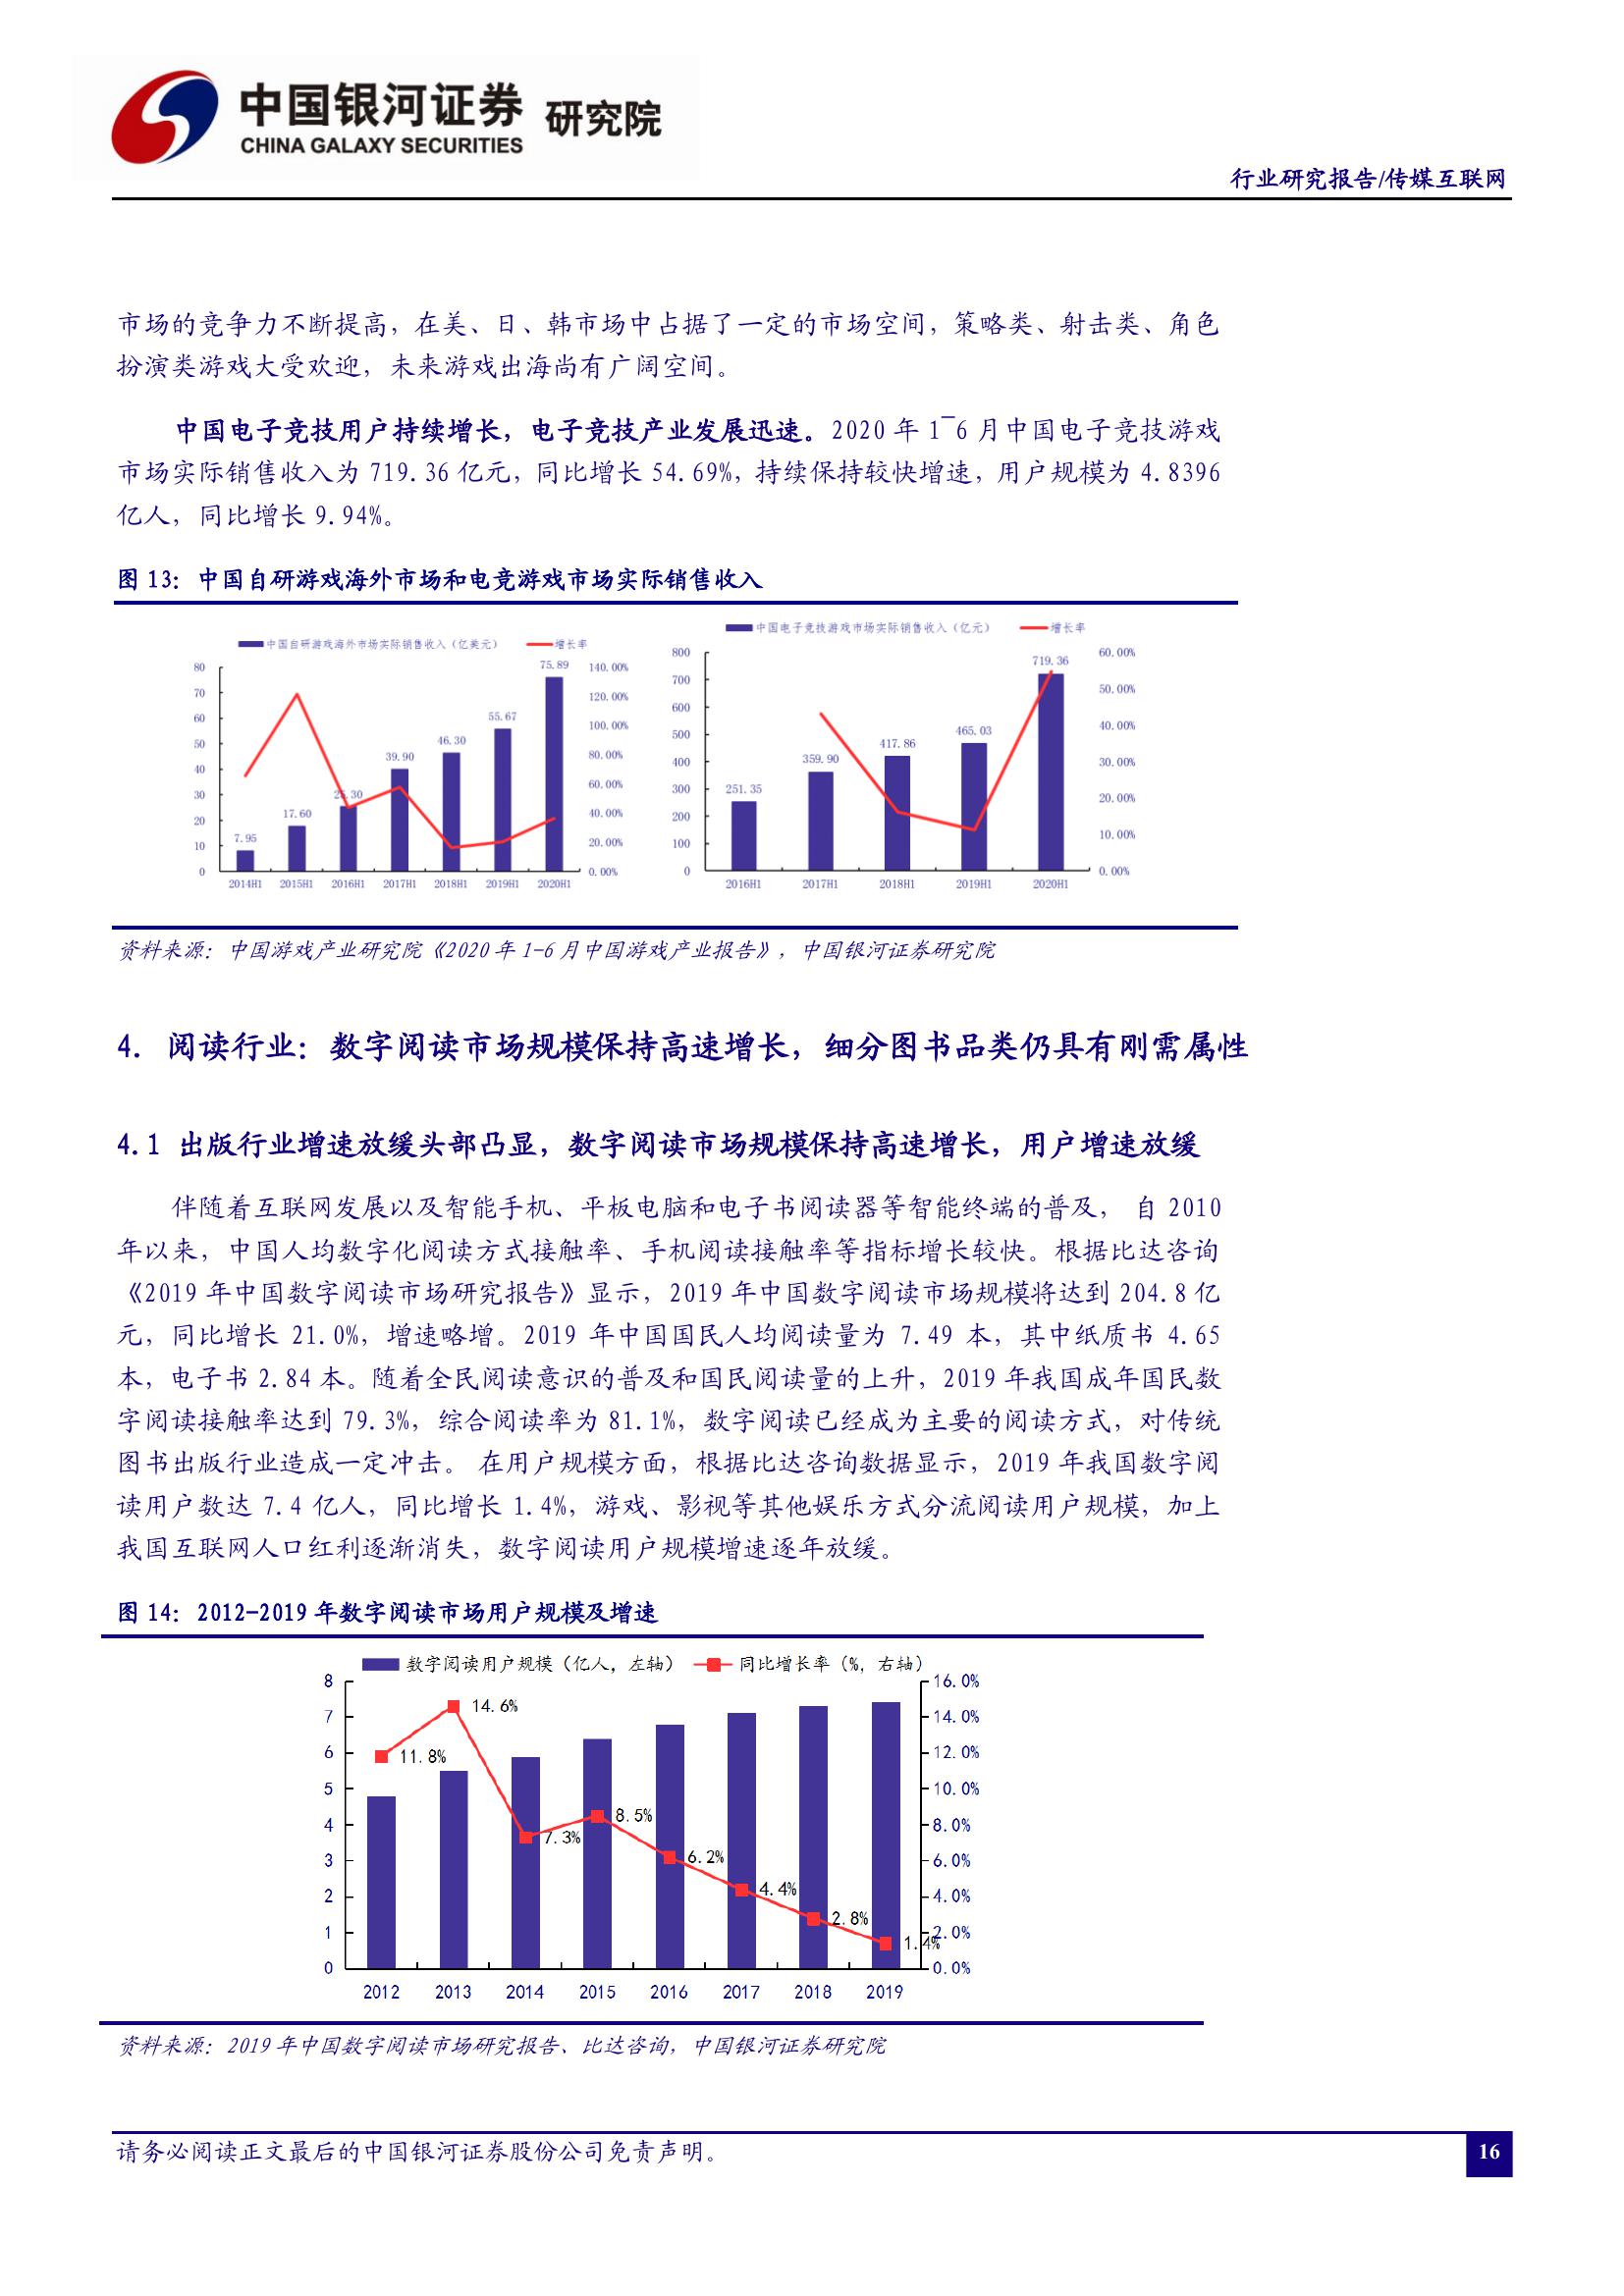 中国银河证券 研究院
CHINA GALAXY SECURITIES
行业研究报告/传媒互联网
市场的竞争力不断提高，在美、日、韩市场中占据了一定的市场空间，策略类、射击类、角色
扮演类游戏大受欢迎，未来游戏出海尚有广阔空间。
中国电子竞技用户持续增长，电子竞技产业发展迅速。2020 年 1‾6 月中国电子竞技游戏
市场实际销售收入为 719.36 亿元，同比增长 54.69%，持续保持较快增速，用户规模为 4.8396
亿人，同比增长 9.94%。
图 13：中国自研游戏海外市场和电竞游戏市场实际销售收入
中国自研游戏海外市场实际销售收入（亿美元） 增长率
80
70
60
50
40
30
20
10
0
7.95
17.60
25.30
39.90
46.30
55.67
75.89
140.00%
120.00%
100.00%
80.00%
60.00%
40.00%
20.00%
0.00%
2014H1 2015H1 2016H1 2017H1 2018H1 2019H1 2020H1
中国电子竞技游戏市场实际销售收入（亿元） 增长率
800
700
600
500
400
300
200
100
0
251.35
359.90
417.86
465.03
719.36
60.00%
50.00%
40.00%
30.00%
20.00%
10.00%
0.00%
2016H1 2017H1 2018H1 2019H1 2020H1
资料来源：中国游戏产业研究院《2020 年 1-6 月中国游戏产业报告》，中国银河证券研究院
4. 阅读行业：数字阅读市场规模保持高速增长，细分图书品类仍具有刚需属性
4.1 出版行业增速放缓头部凸显，数字阅读市场规模保持高速增长，用户增速放缓
伴随着互联网发展以及智能手机、平板电脑和电子书阅读器等智能终端的普及， 自 2010
年以来，中国人均数字化阅读方式接触率、手机阅读接触率等指标增长较快。根据比达咨询
《2019 年中国数字阅读市场研究报告》显示，2019 年中国数字阅读市场规模将达到 204.8 亿
元，同比增长 21.0%，增速略增。2019 年中国国民人均阅读量为 7.49 本，其中纸质书 4.65
本，电子书 2.84 本。随着全民阅读意识的普及和国民阅读量的上升，2019 年我国成年国民数
字阅读接触率达到 79.3%，综合阅读率为 81.1%，数字阅读已经成为主要的阅读方式，对传统
图书出版行业造成一定冲击。 在用户规模方面，根据比达咨询数据显示，2019 年我国数字阅
读用户数达 7.4 亿人，同比增长 1.4%，游戏、影视等其他娱乐方式分流阅读用户规模，加上
我国互联网人口红利逐渐消失，数字阅读用户规模增速逐年放缓。
图 14：2012-2019 年数字阅读市场用户规模及增速
数字阅读用户规模（亿人，左轴） 同比增长率（%，右轴）
8
7
6
5
4
3
2
1
0
11.8%
14.6%
7.3%
8.5%
6.2%
4.4%
2.8%
1.4%
16.0%
14.0%
12.0%
10.0%
8.0%
6.0%
4.0%
2.0%
0.0%
2012 2013 2014 2015 2016 2017 2018 2019
资料来源：2019 年中国数字阅读市场研究报告、比达咨询，中国银河证券研究院
请务必阅读正文最后的中国银河证券股份公司免责声明。
16